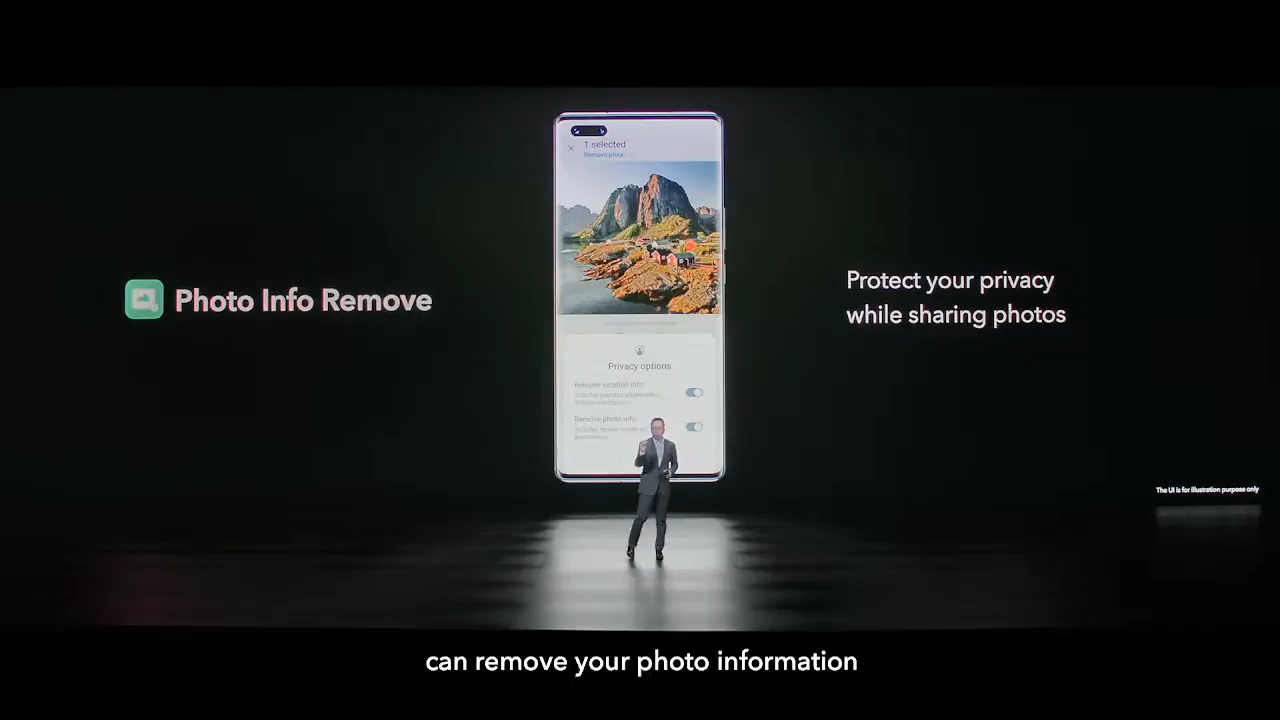 1 selected
Photo Info Remove
Protect your privacy
while sharing photos
Privacy options
Remove location info
Remove photo info
The UI is for illustration purpose only
can remove your photo information